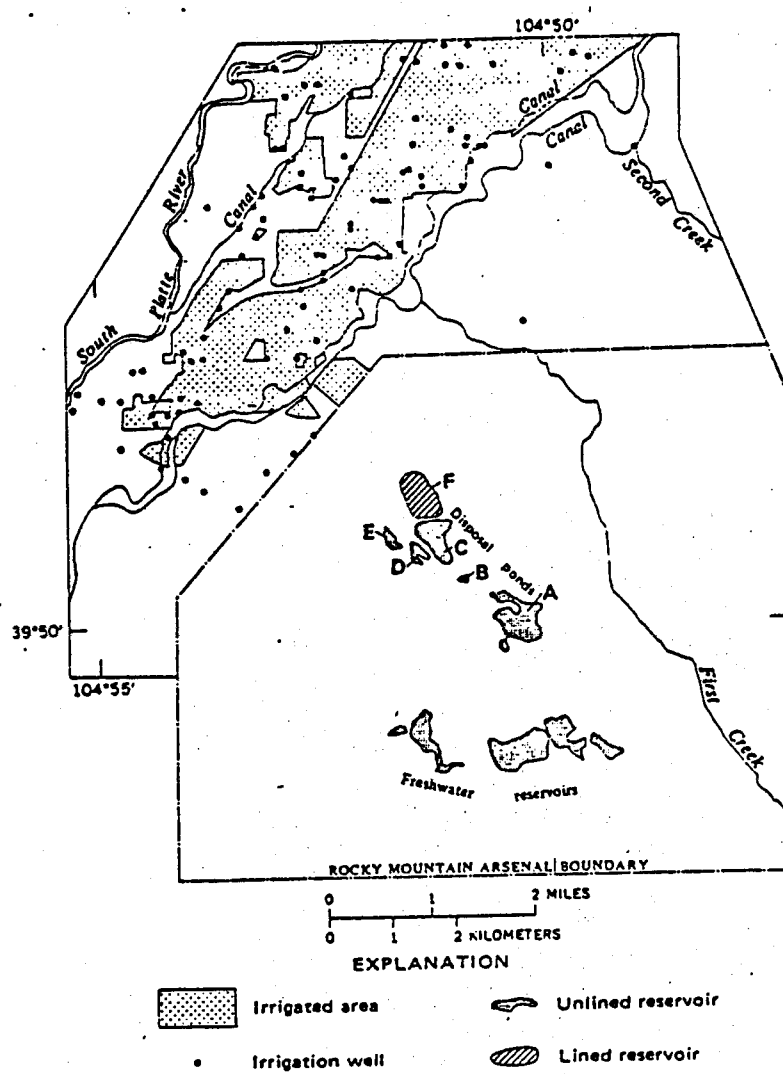 104°50'
Canal
Canal
Second Creek
River
Canal
Platte
South
F
Disposal ponds
E
C
D
B
A
39°50'
104°55'
First Creek
Freshwater reservoirs
ROCKY MOUNTAIN ARSENAL BOUNDARY
0 1 2 MILES
0 1 2 KILOMETERS
EXPLANATION
Irrigated area
Unlined reservoir
Irrigation well
Lined reservoir